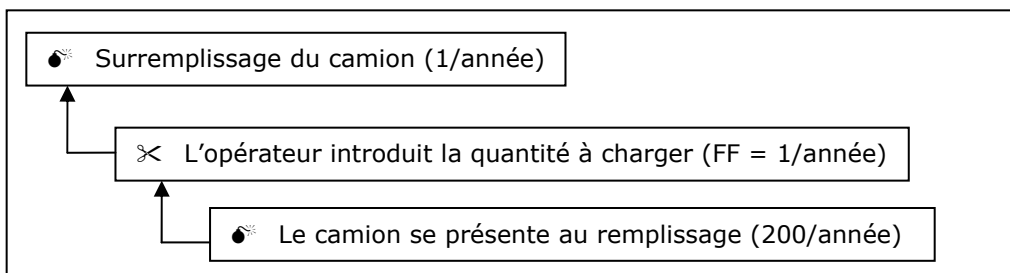 Surremplissage du camion (1/année)
L'opérateur introduit la quantité à charger (FF = 1/année)
Le camion se présente au remplissage (200/année)